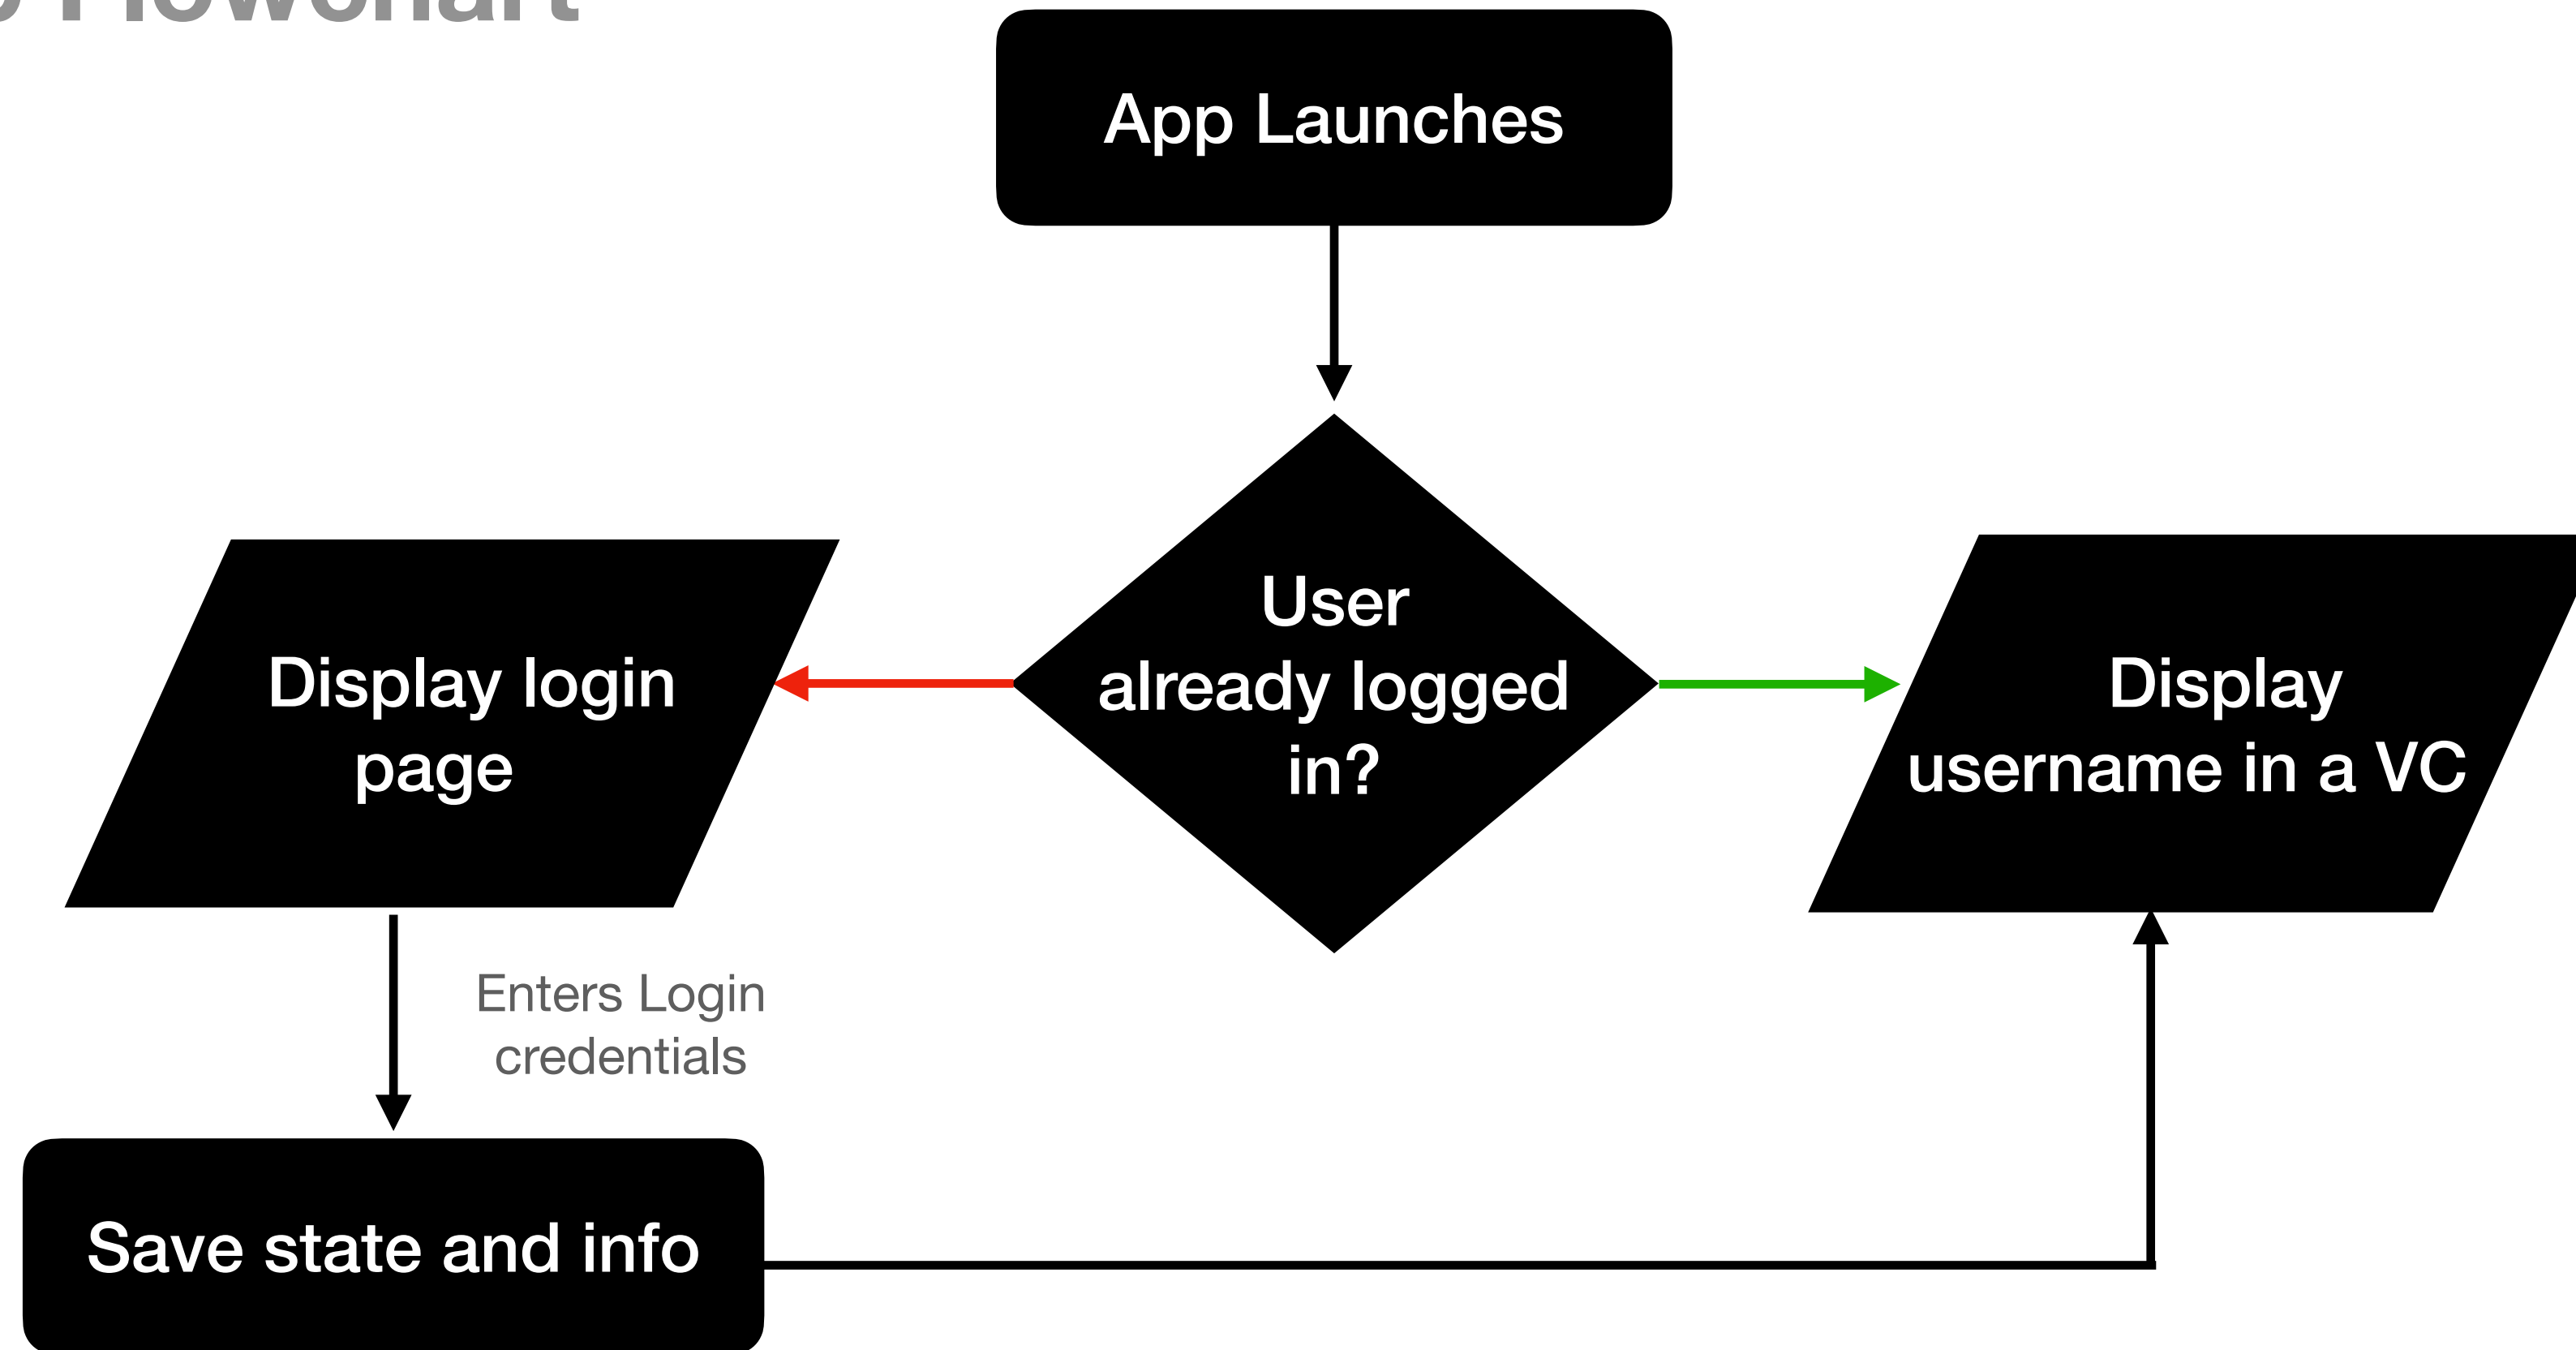 Flowchart
App Launches
User
already logged
in?
Display login
page
Display
username in a VC
Enters Login
credentials
Save state and info